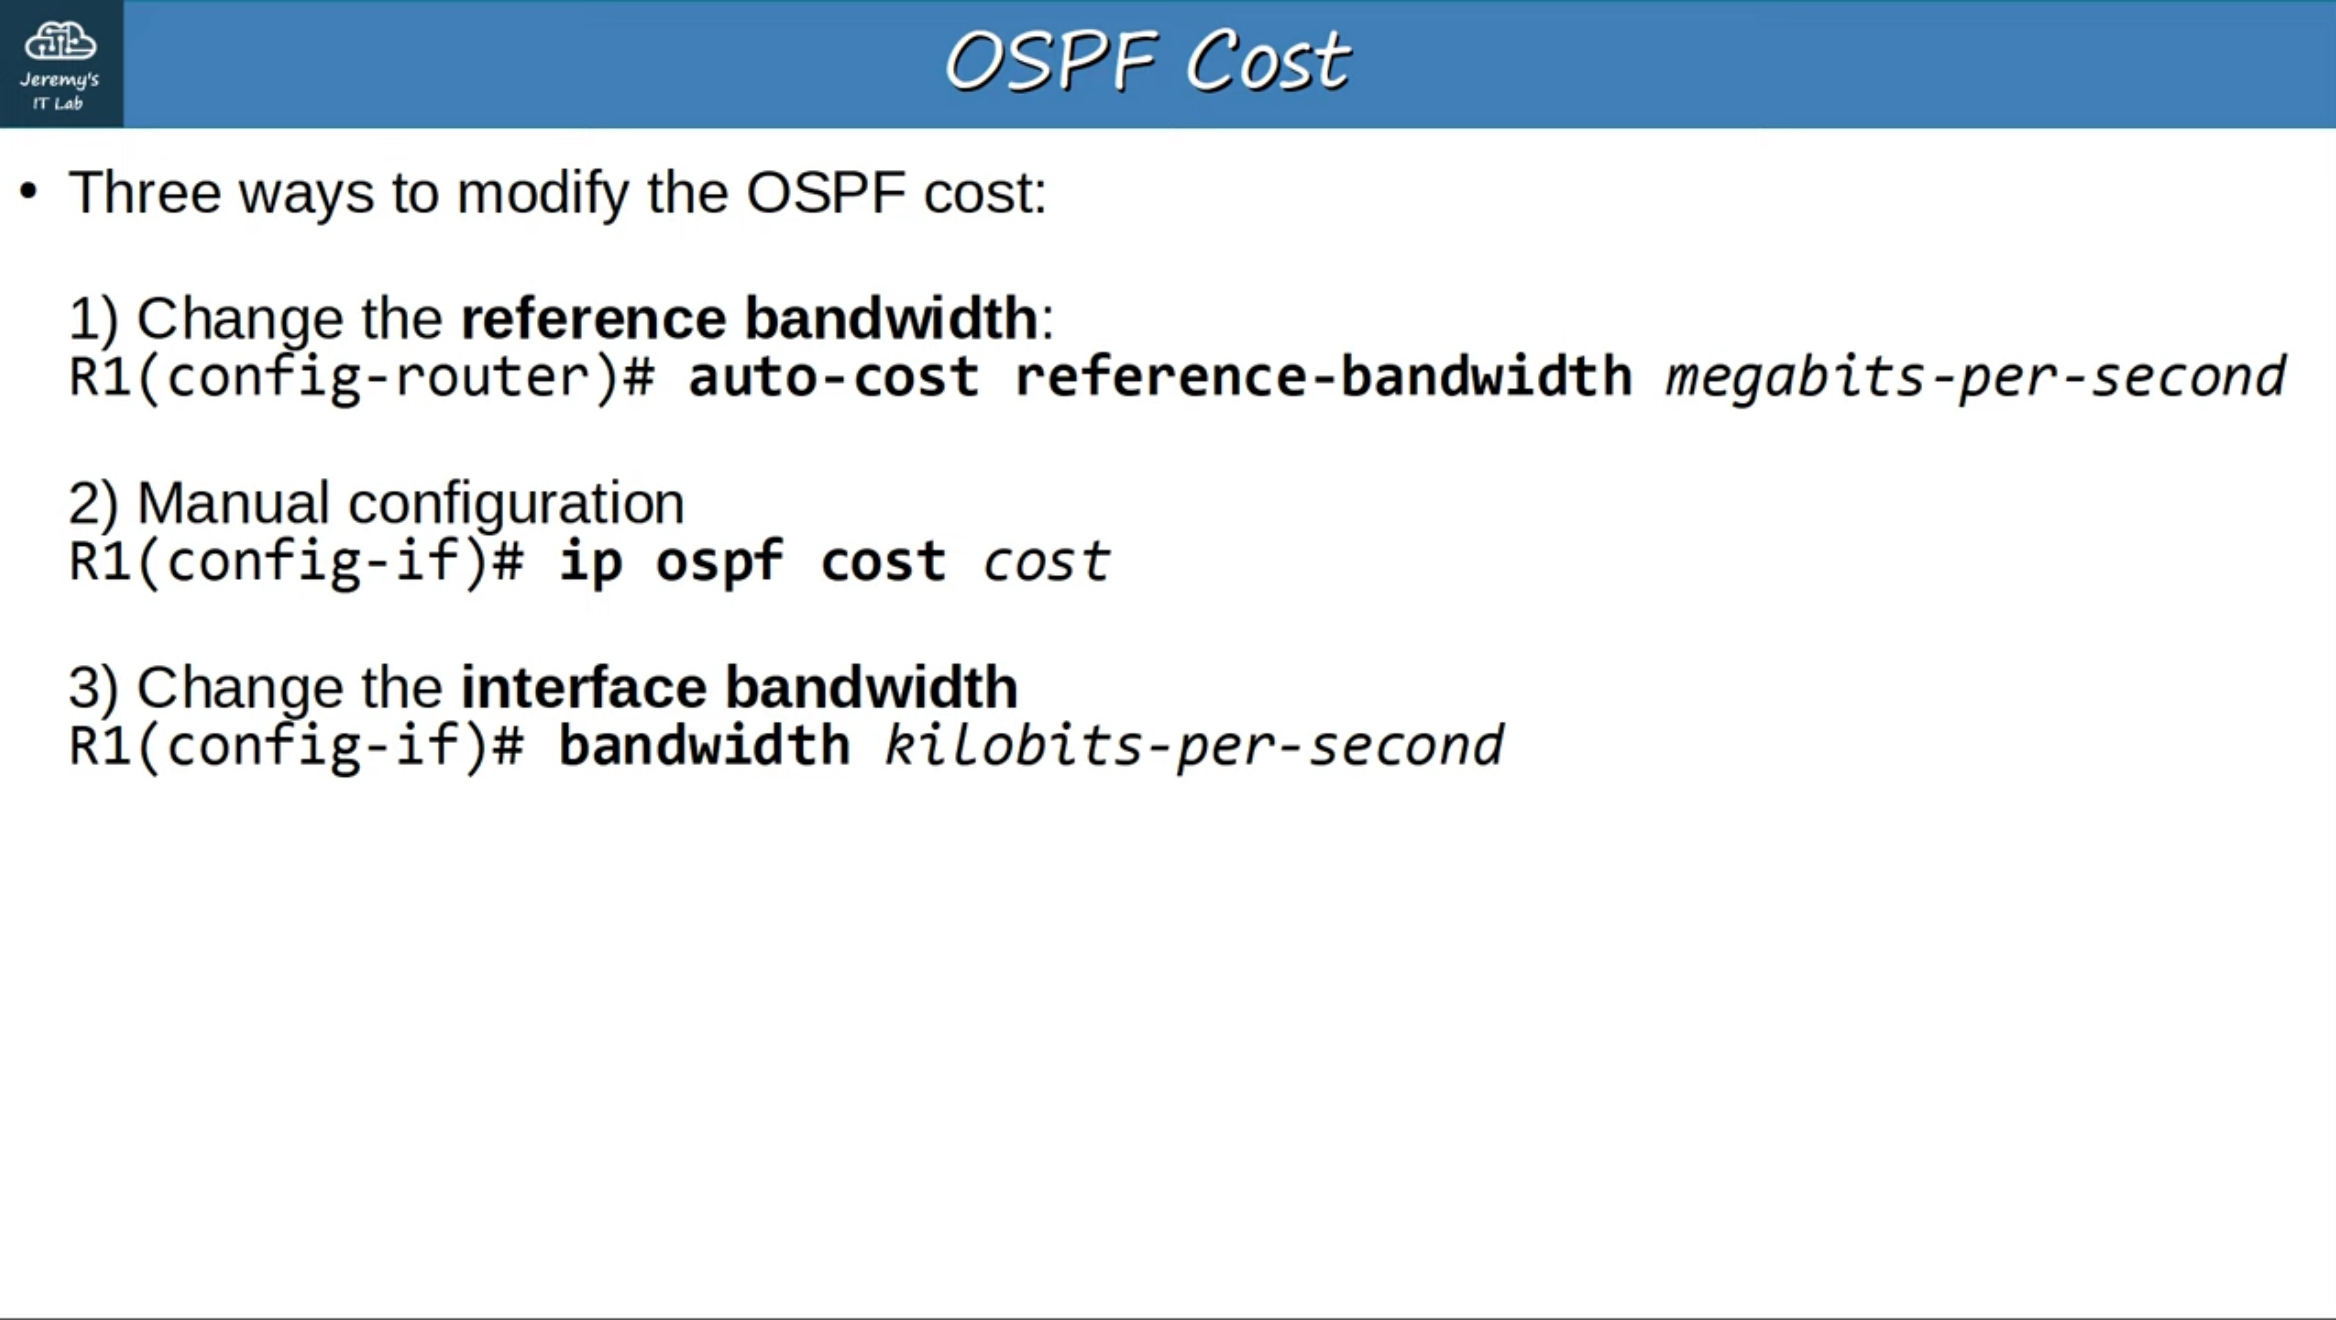 Jeremy's
IT Lab
OSPF Cost
• Three ways to modify the OSPF cost:
1) Change the reference bandwidth:
R1(config-router)# auto-cost reference-bandwidth megabits-per-second
2) Manual configuration
R1(config-if)# ip ospf cost cost
3) Change the interface bandwidth
R1(config-if)# bandwidth kilobits-per-second